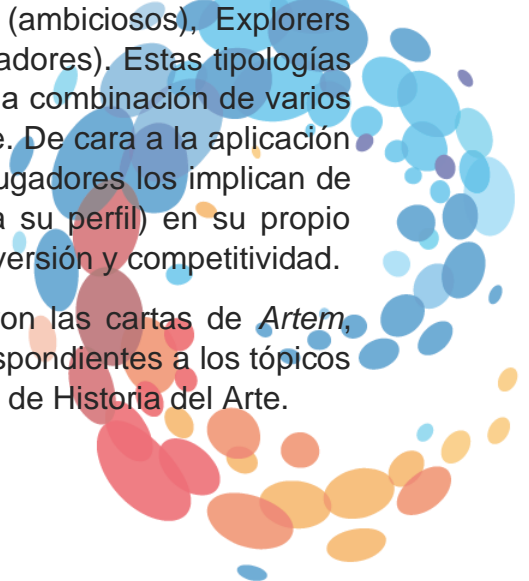 (ambiciosos), Explorers
adores). Estas tipologías
a combinación de varios
e. De cara a la aplicación
ugadores los implican de
a su perfil) en su propio
versión y competitividad.
on las cartas de Artem,
spondientes a los tópicos
de Historia del Arte.